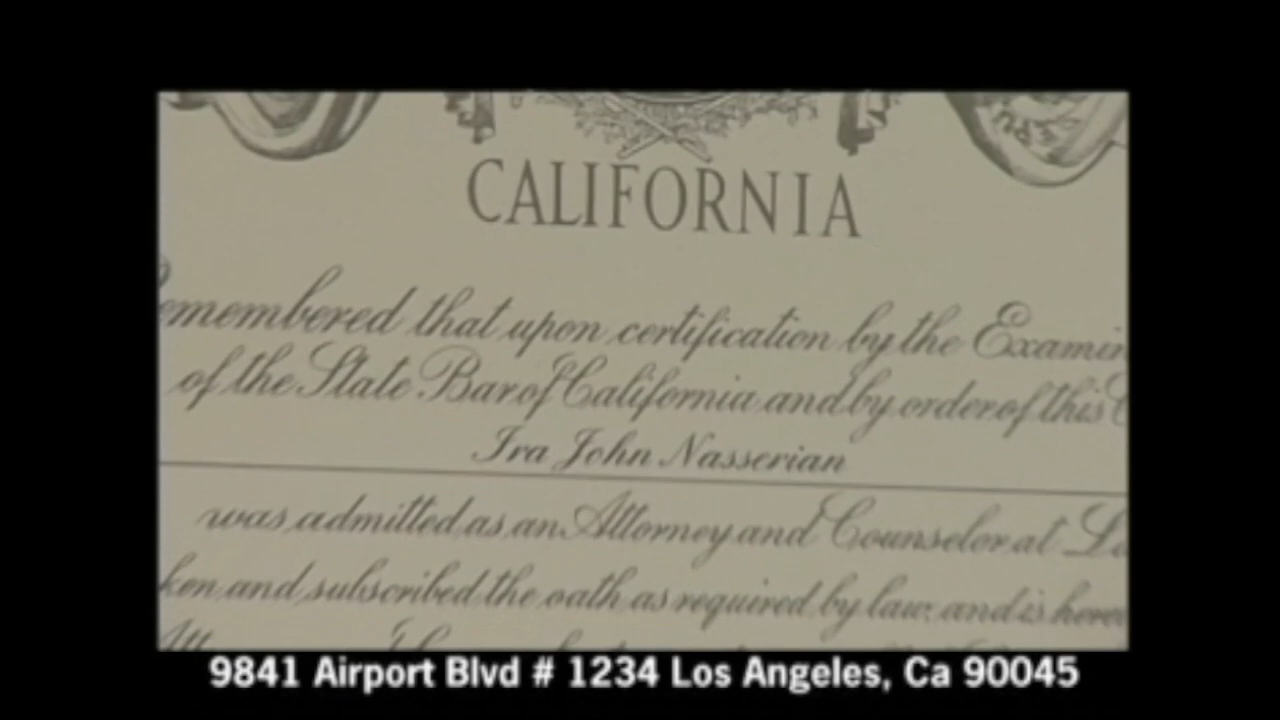 CALIFORNIA
emembered that upon certification by the Examin
of the State Bar of California and by order of this C
Ira John Nasserian
was admitted as an Attorney and Counselor at La
ken and subscribed the oath as required by law: and is here
9841 Airport Blvd # 1234 Los Angeles, Ca 90045